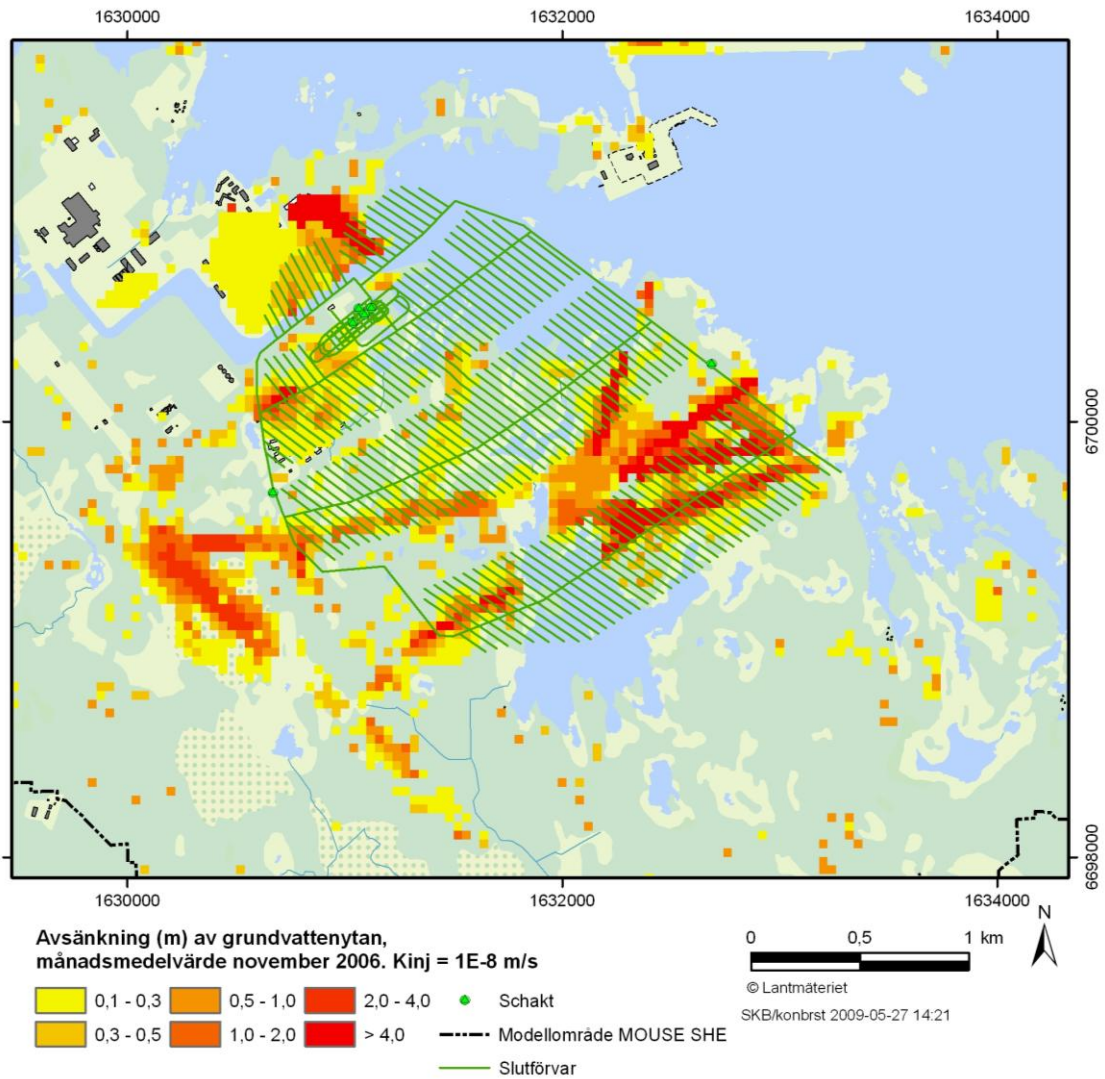 1630000
1632000
1634000
6700000
6698000
1630000
1632000
1634000
Avsänkning (m) av grundvattenytan,
månadsmedelvärde november 2006. Kinj = 1E-8 m/s
0,1 - 0,3
0,5 - 1,0
2,0 - 4,0
0,3 - 0,5
1,0 - 2,0
> 4,0
Schakt
Modellområde MOUSE SHE
Slutförvar
0
0,5
1 km
N
© Lantmäteriet
SKB/konbrst 2009-05-27 14:21